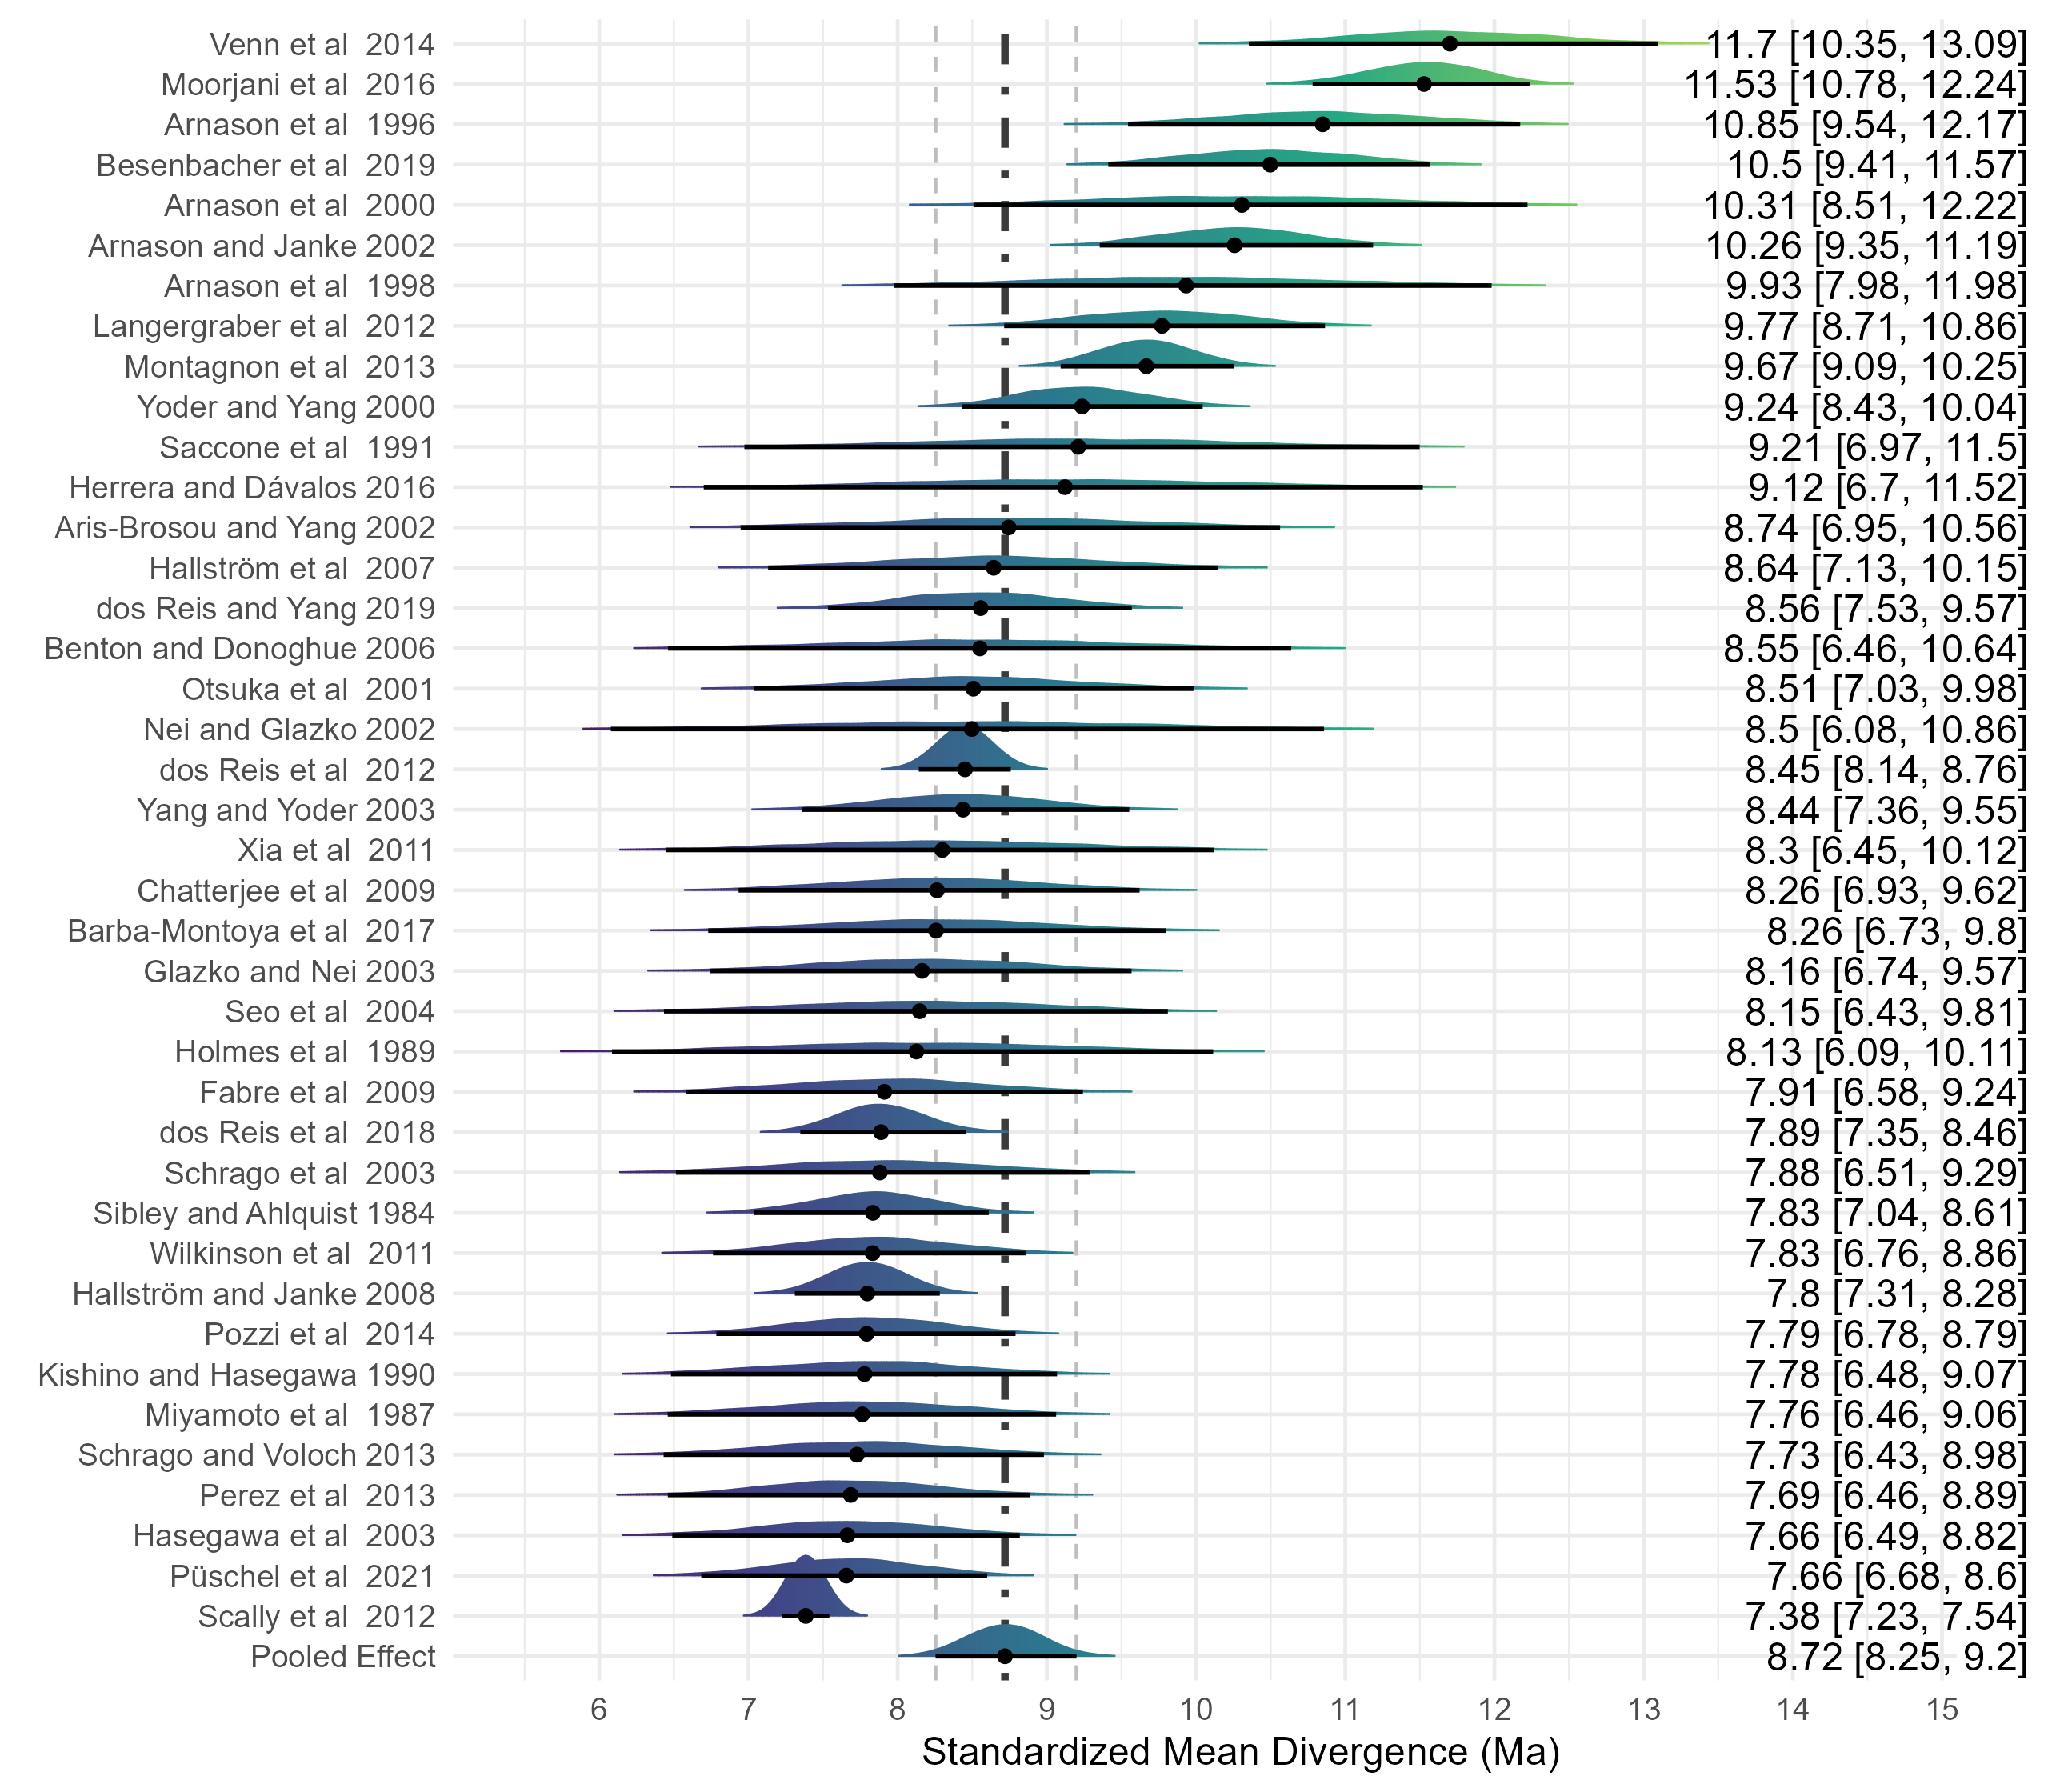 Venn et al 2014 11.7 [10.35, 13.09]
Moorjani et al 2016 11.53 [10.78, 12.24]
Arnason et al 1996 10.85 [9.54, 12.17]
Besenbacher et al 2019 10.5 [9.41, 11.57]
Arnason et al 2000 10.31 [8.51, 12.22]
Arnason and Janke 2002 10.26 [9.35, 11.19]
Arnason et al 1998 9.93 [7.98, 11.98]
Langergraber et al 2012 9.77 [8.71, 10.86]
Montagnon et al 2013 9.67 [9.09, 10.25]
Yoder and Yang 2000 9.24 [8.43, 10.04]
Saccone et al 1991 9.21 [6.97, 11.5]
Herrera and Dávalos 2016 9.12 [6.7, 11.52]
Aris-Brosou and Yang 2002 8.74 [6.95, 10.56]
Hallström et al 2007 8.64 [7.13, 10.15]
dos Reis and Yang 2019 8.56 [7.53, 9.57]
Benton and Donoghue 2006 8.55 [6.46, 10.64]
Otsuka et al 2001 8.51 [7.03, 9.98]
Nei and Glazko 2002 8.5 [6.08, 10.86]
dos Reis et al 2012 8.45 [8.14, 8.76]
Yang and Yoder 2003 8.44 [7.36, 9.55]
Xia et al 2011 8.3 [6.45, 10.12]
Chatterjee et al 2009 8.26 [6.93, 9.62]
Barba-Montoya et al 2017 8.26 [6.73, 9.8]
Glazko and Nei 2003 8.16 [6.74, 9.57]
Seo et al 2004 8.15 [6.43, 9.81]
Holmes et al 1989 8.13 [6.09, 10.11]
Fabre et al 2009 7.91 [6.58, 9.24]
dos Reis et al 2018 7.89 [7.35, 8.46]
Schrago et al 2003 7.88 [6.51, 9.29]
Sibley and Ahlquist 1984 7.83 [7.04, 8.61]
Wilkinson et al 2011 7.83 [6.76, 8.86]
Hallström and Janke 2008 7.8 [7.31, 8.28]
Pozzi et al 2014 7.79 [6.78, 8.79]
Kishino and Hasegawa 1990 7.78 [6.48, 9.07]
Miyamoto et al 1987 7.76 [6.46, 9.06]
Schrago and Voloch 2013 7.73 [6.43, 8.98]
Perez et al 2013 7.69 [6.46, 8.89]
Hasegawa et al 2003 7.66 [6.49, 8.82]
Püschel et al 2021 7.66 [6.68, 8.6]
Scally et al 2012 7.38 [7.23, 7.54]
Pooled Effect 8.72 [8.25, 9.2]
6 7 8 9 10 11 12 13 14 15
Standardized Mean Divergence (Ma)